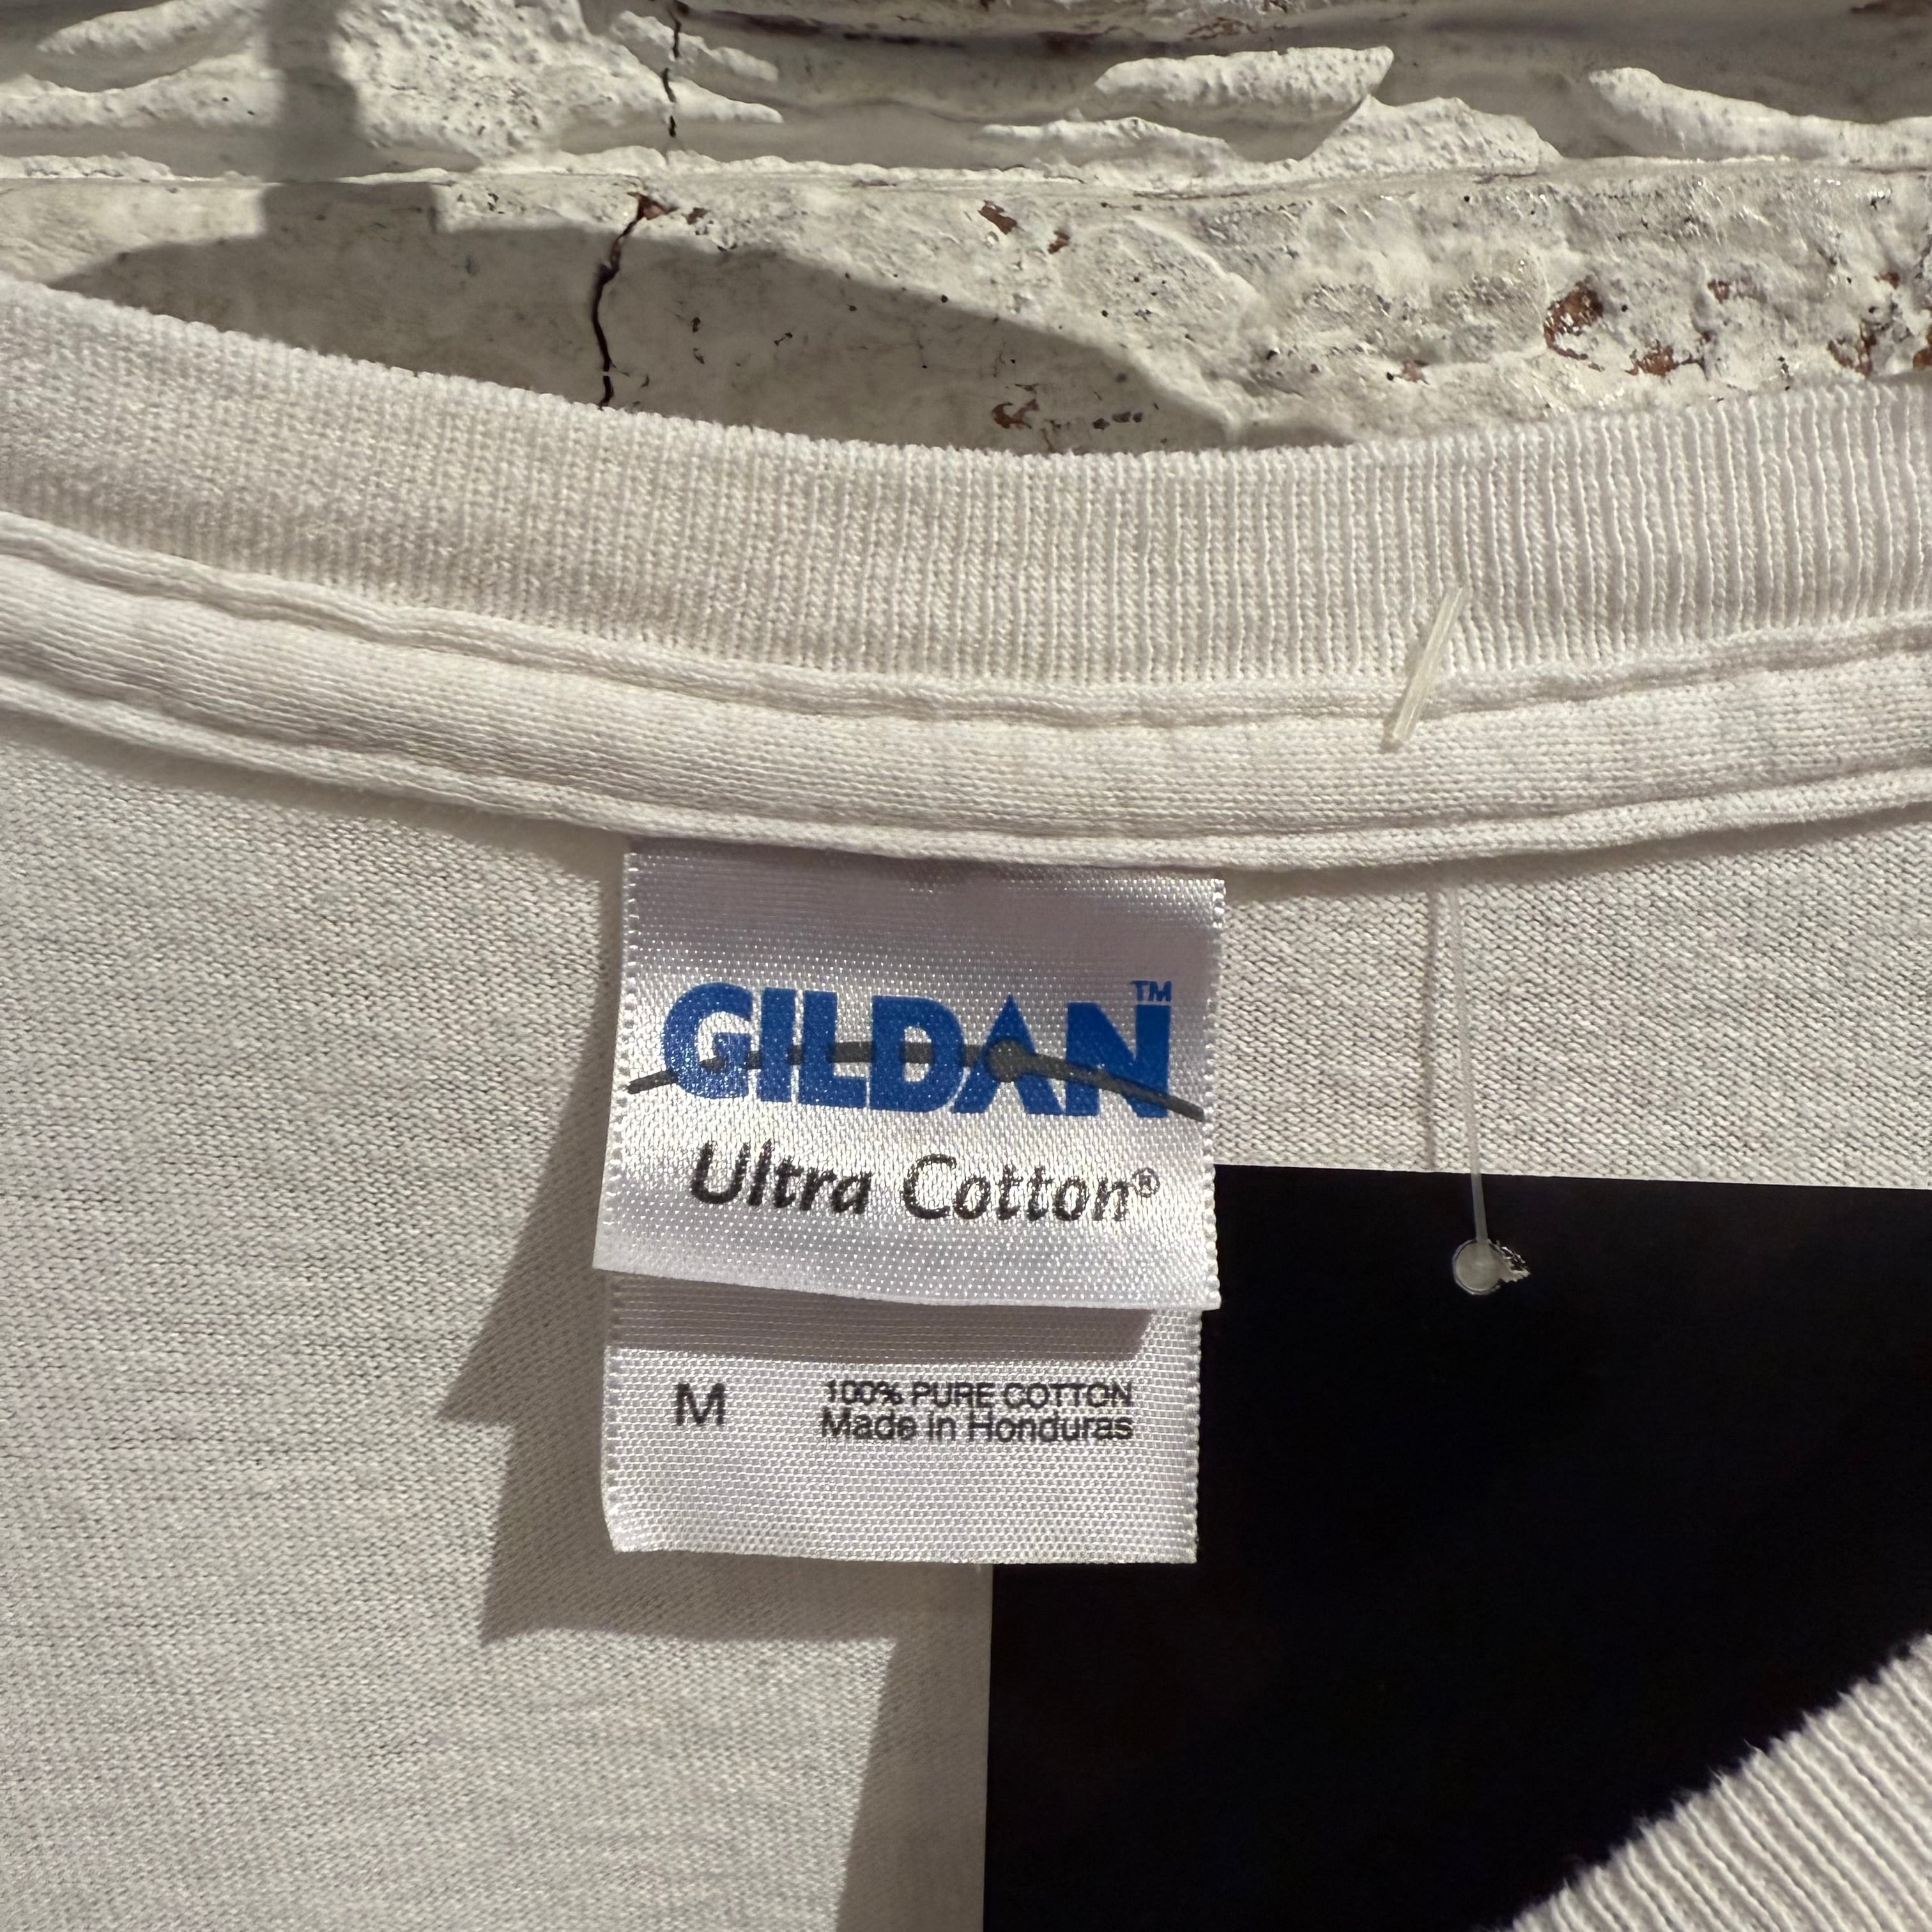 GILDAN™
Ultra Cotton®
M 100% PURE COTTON
Made in Honduras